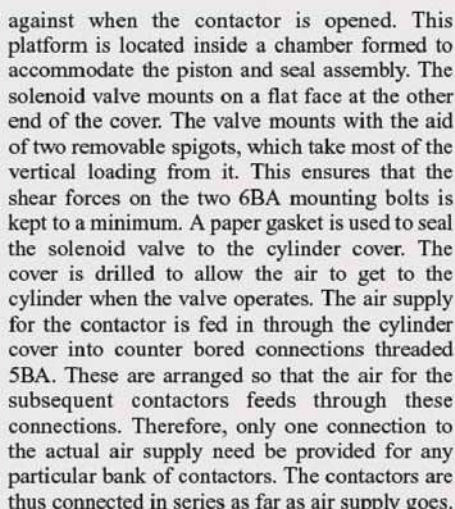 against when the contactor is opened. This
platform is located inside a chamber formed to
accommodate the piston and seal assembly. The
solenoid valve mounts on a flat face at the other
end of the cover. The valve mounts with the aid
of two removable spigots, which take most of the
vertical loading from it. This ensures that the
shear forces on the two 6BA mounting bolts is
kept to a minimum. A paper gasket is used to seal
the solenoid valve to the cylinder cover. The
cover is drilled to allow the air to get to the
cylinder when the valve operates. The air supply
for the contactor is fed in through the cylinder
cover into counter bored connections threaded
5BA. These are arranged so that the air for the
subsequent contactors feeds through these
connections. Therefore, only one connection to
the actual air supply need be provided for any
particular bank of contactors. The contactors are
thus connected in series as far as air supply goes.